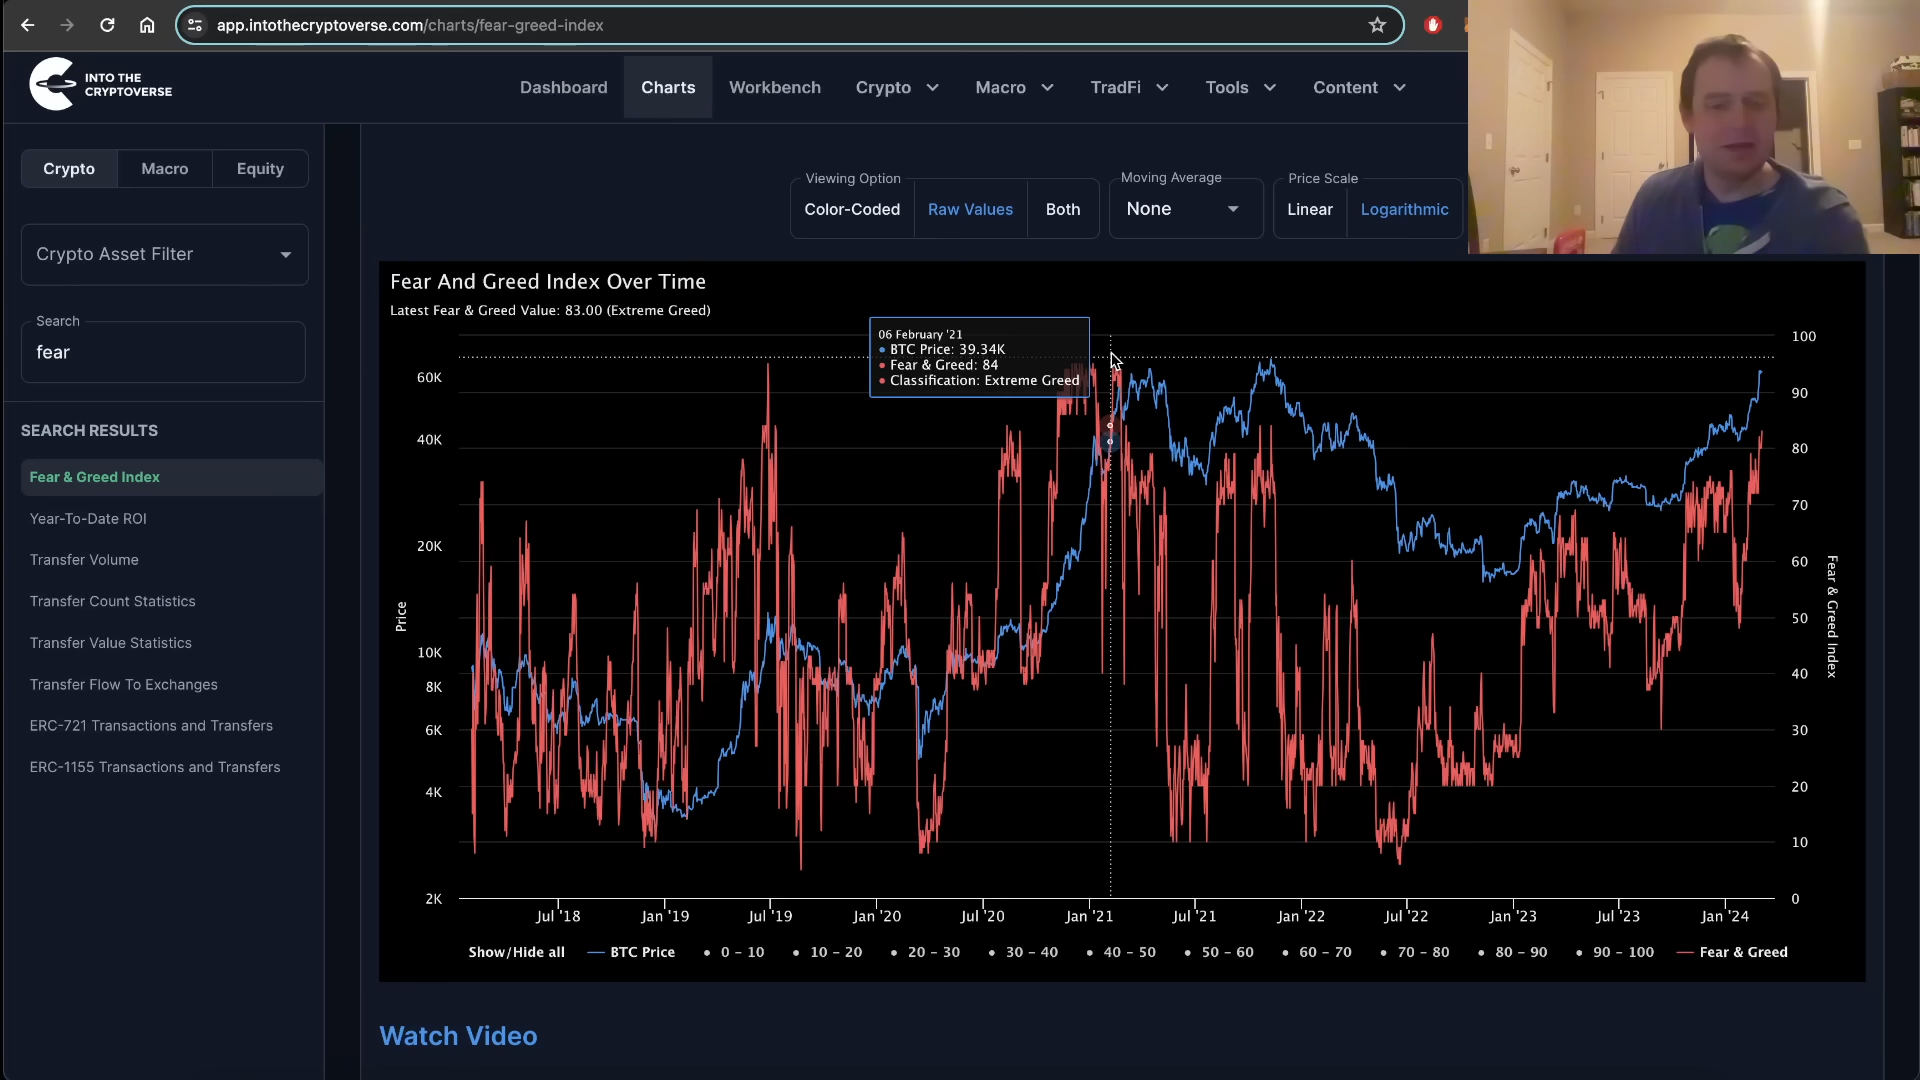 app.intothecryptoverse.com/charts/fear-greed-index
INTO THE
CRYPTOVERSE
Dashboard
Charts
Workbench
Crypto
Macro
TradFi
Tools
Content
Crypto
Macro
Equity
Crypto Asset Filter
Search
fear
SEARCH RESULTS
Fear & Greed Index
Year-To-Date ROI
Transfer Volume
Transfer Count Statistics
Transfer Value Statistics
Transfer Flow To Exchanges
ERC-721 Transactions and Transfers
ERC-1155 Transactions and Transfers
Viewing Option
Color-Coded
Raw Values
Both
Moving Average
None
Price Scale
Linear
Logarithmic
Fear And Greed Index Over Time
Latest Fear & Greed Value: 83.00 (Extreme Greed)
06 February '21
BTC Price: 39.34K
Fear & Greed: 84
Classification: Extreme Greed
60K
40K
20K
10K
8K
6K
4K
2K
Price
100
90
80
70
60
50
40
30
20
10
0
Fear & Greed Index
Jul '18
Jan '19
Jul '19
Jan '20
Jul '20
Jan '21
Jul '21
Jan '22
Jul '22
Jan '23
Jul '23
Jan '24
Show/Hide all
BTC Price
0 – 10
10 – 20
20 – 30
30 – 40
40 – 50
50 – 60
60 – 70
70 – 80
80 – 90
90 – 100
Fear & Greed
Watch Video